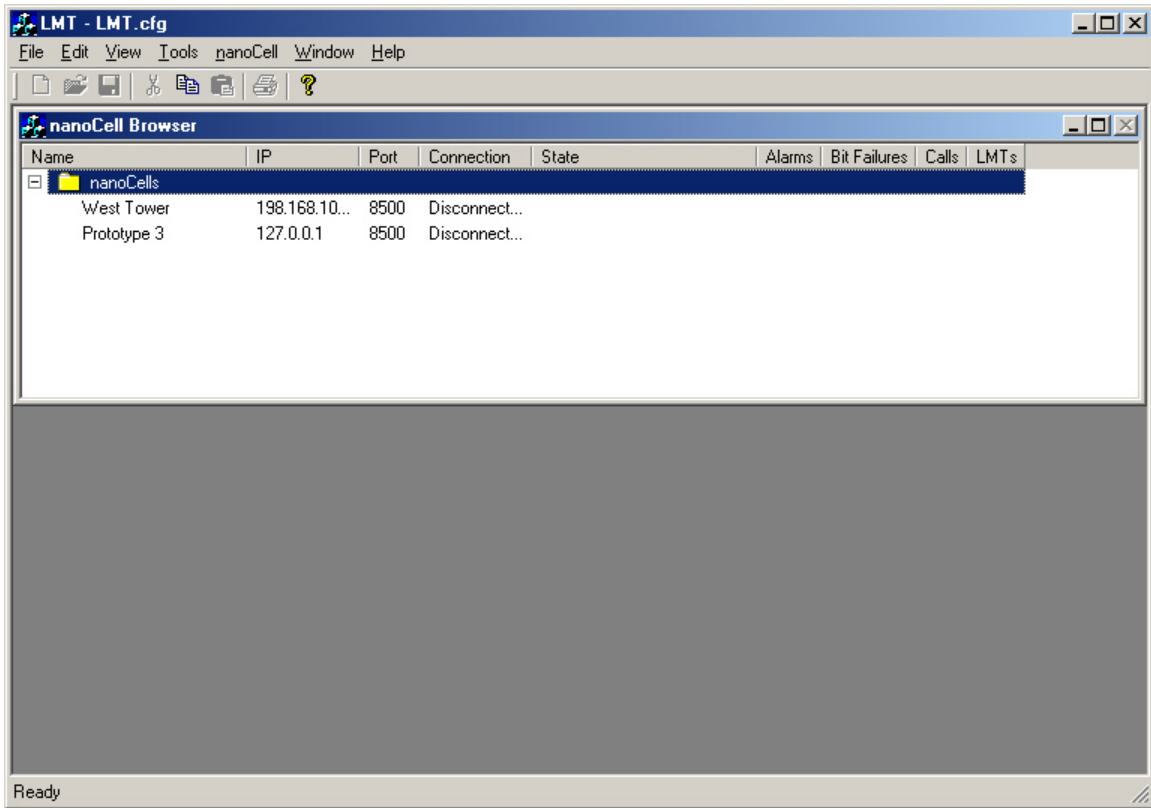 LMT - LMT.cfg
File Edit View Tools nanoCell Window Help
nanoCell Browser
Name IP Port Connection State Alarms Bit Failures Calls LMTs
nanoCells
West Tower 198.168.10... 8500 Disconnect...
Prototype 3 127.0.0.1 8500 Disconnect...
Ready